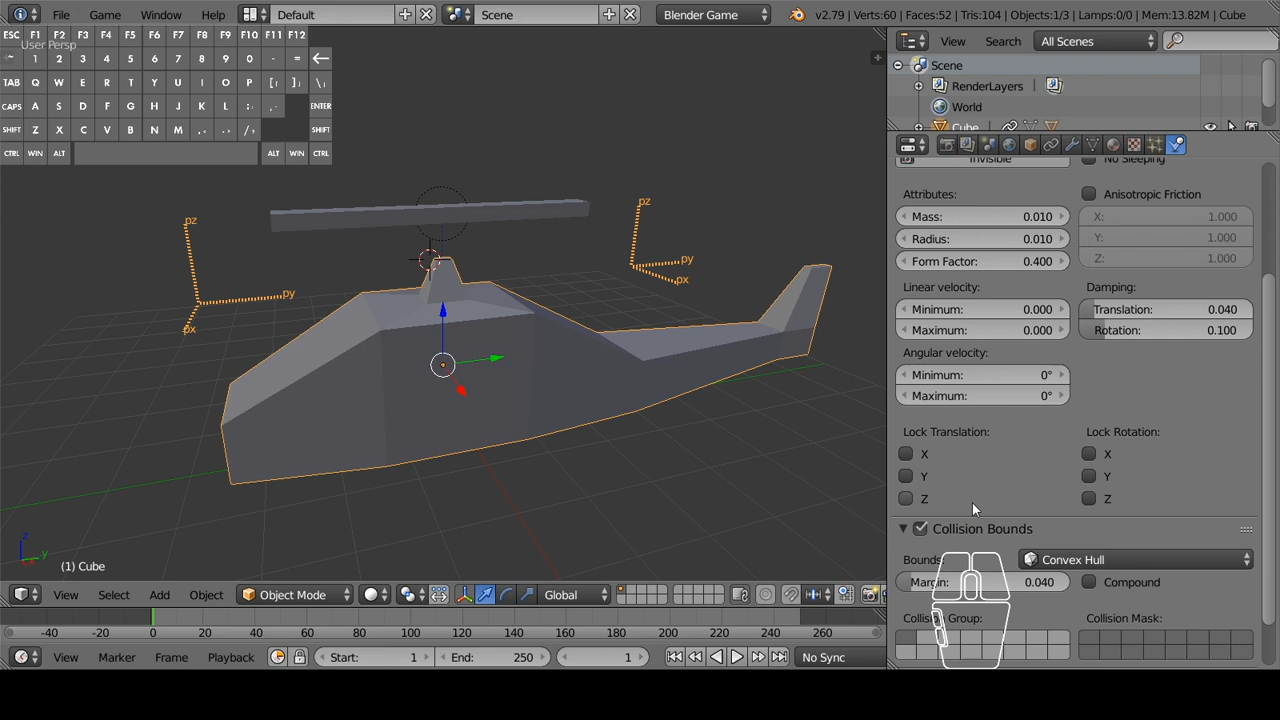 File Game Window Help Default Scene Blender Game v2.79 | Verts:60 | Faces:52 | Tris:104 | Objects:1/3 | Lamps:0/0 | Mem:13.82M | Cube
ESC F1 F2 F3 F4 F5 F6 F7 F8 F9 F10 F11 F12
User Persp
~ 1 2 3 4 5 6 7 8 9 0 - =
TAB Q W E R T Y U I O P [ ] \
CAPS A S D F G H J K L ; , ENTER
SHIFT Z X C V B N M , . / SHIFT
CTRL WIN ALT ALT WIN CTRL
pz
py
px
pz
py
px
z
y
(1) Cube
View Select Add Object Object Mode Global
-40 -20 0 20 40 60 80 100 120 140 160 180 200 220 240 260
View Marker Frame Playback Start: 1 End: 250 1 No Sync
View Search All Scenes
Scene
RenderLayers |
World
Cube
Invisible No Sleeping
Attributes: Anisotropic Friction
Mass: 0.010 X: 1.000
Radius: 0.010 Y: 1.000
Form Factor: 0.400 Z: 1.000
Linear velocity: Damping:
Minimum: 0.000 Translation: 0.040
Maximum: 0.000 Rotation: 0.100
Angular velocity:
Minimum: 0°
Maximum: 0°
Lock Translation: Lock Rotation:
X X
Y Y
Z Z
Collision Bounds
Bounds: Convex Hull
Margin: 0.040 Compound
Collision Group: Collision Mask: